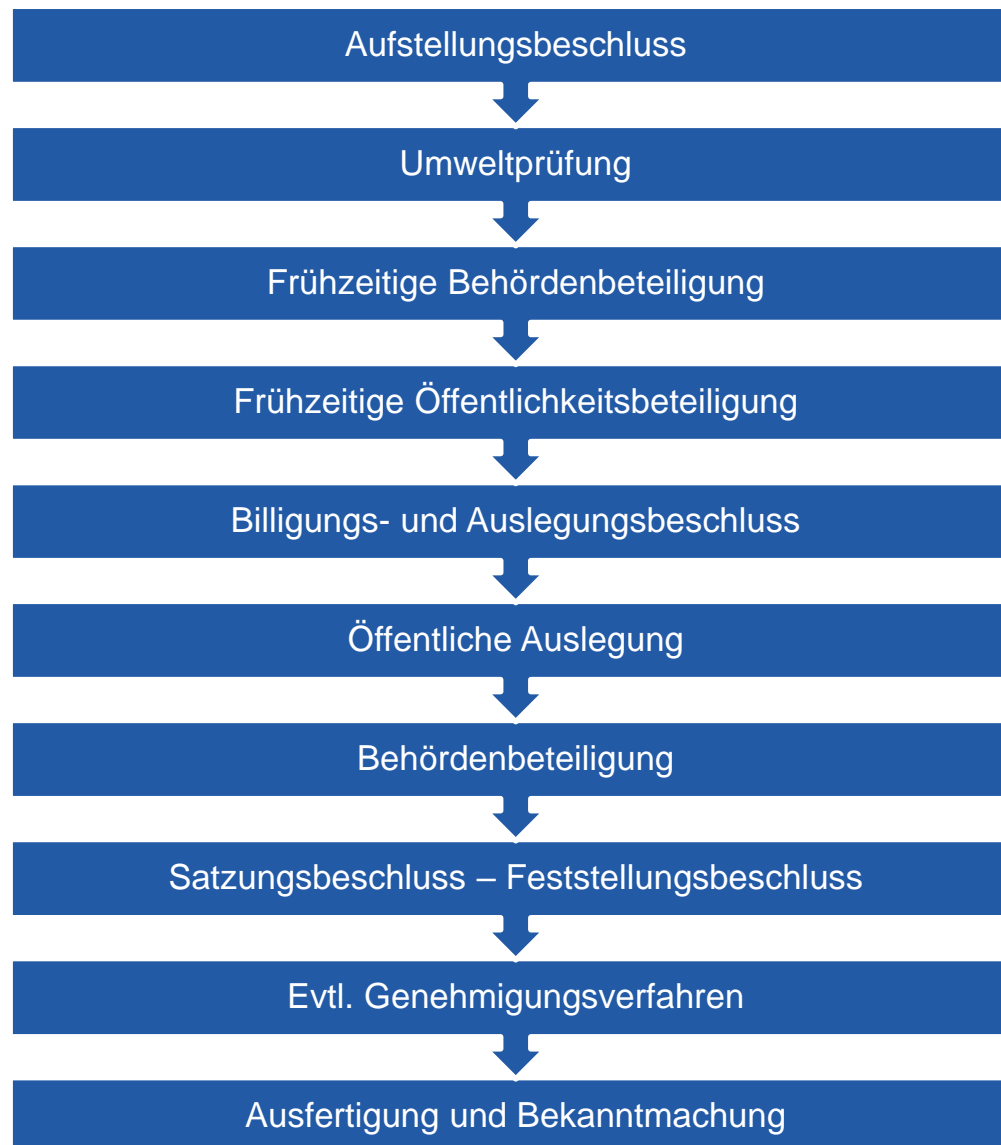 Aufstellungsbeschluss
Umweltprüfung
Frühzeitige Behördenbeteiligung
Frühzeitige Öffentlichkeitsbeteiligung
Billigungs- und Auslegungsbeschluss
Öffentliche Auslegung
Behördenbeteiligung
Satzungsbeschluss – Feststellungsbeschluss
Evtl. Genehmigungsverfahren
Ausfertigung und Bekanntmachung